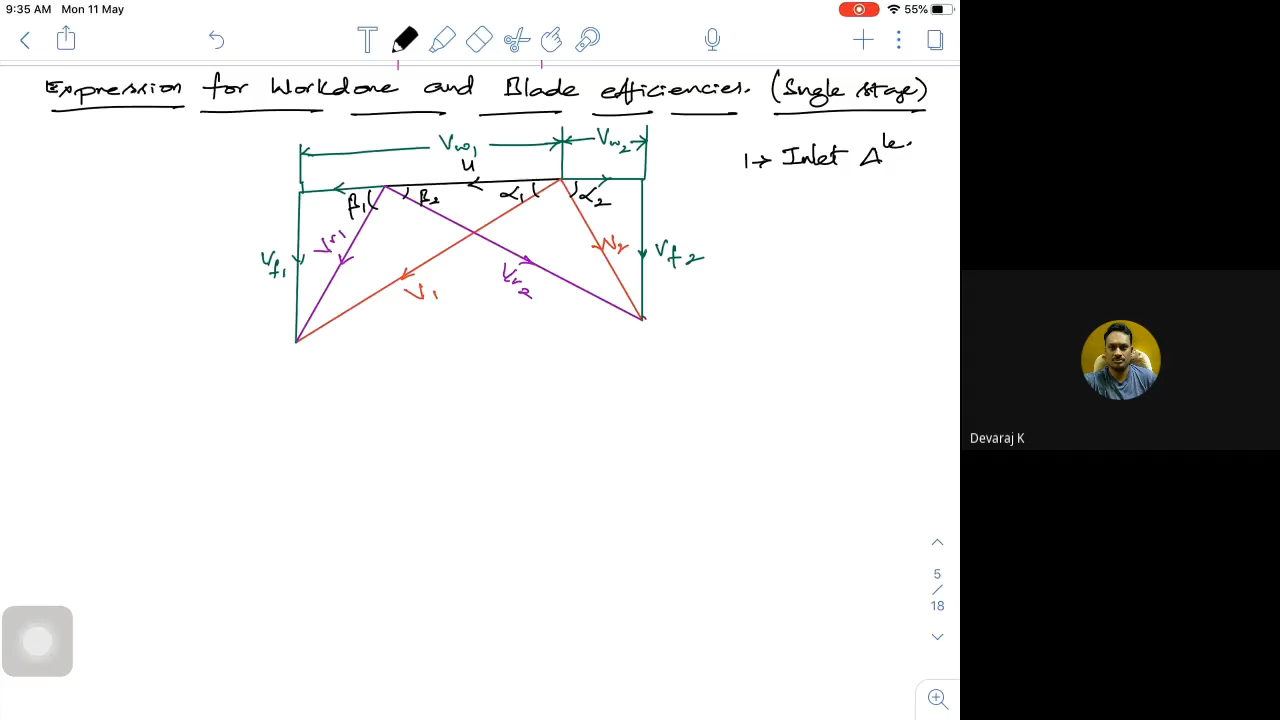 9:35 AM Mon 11 May
55%
Expression for Workdone and Blade efficiencies. (Single stage)
Vw1 Vw2
1→ Inlet Δle.
u
β1 β2 α1 α2
Vf1 Vr1 V1 Vr2 V2 Vf2
Devaraj K
5
/
18